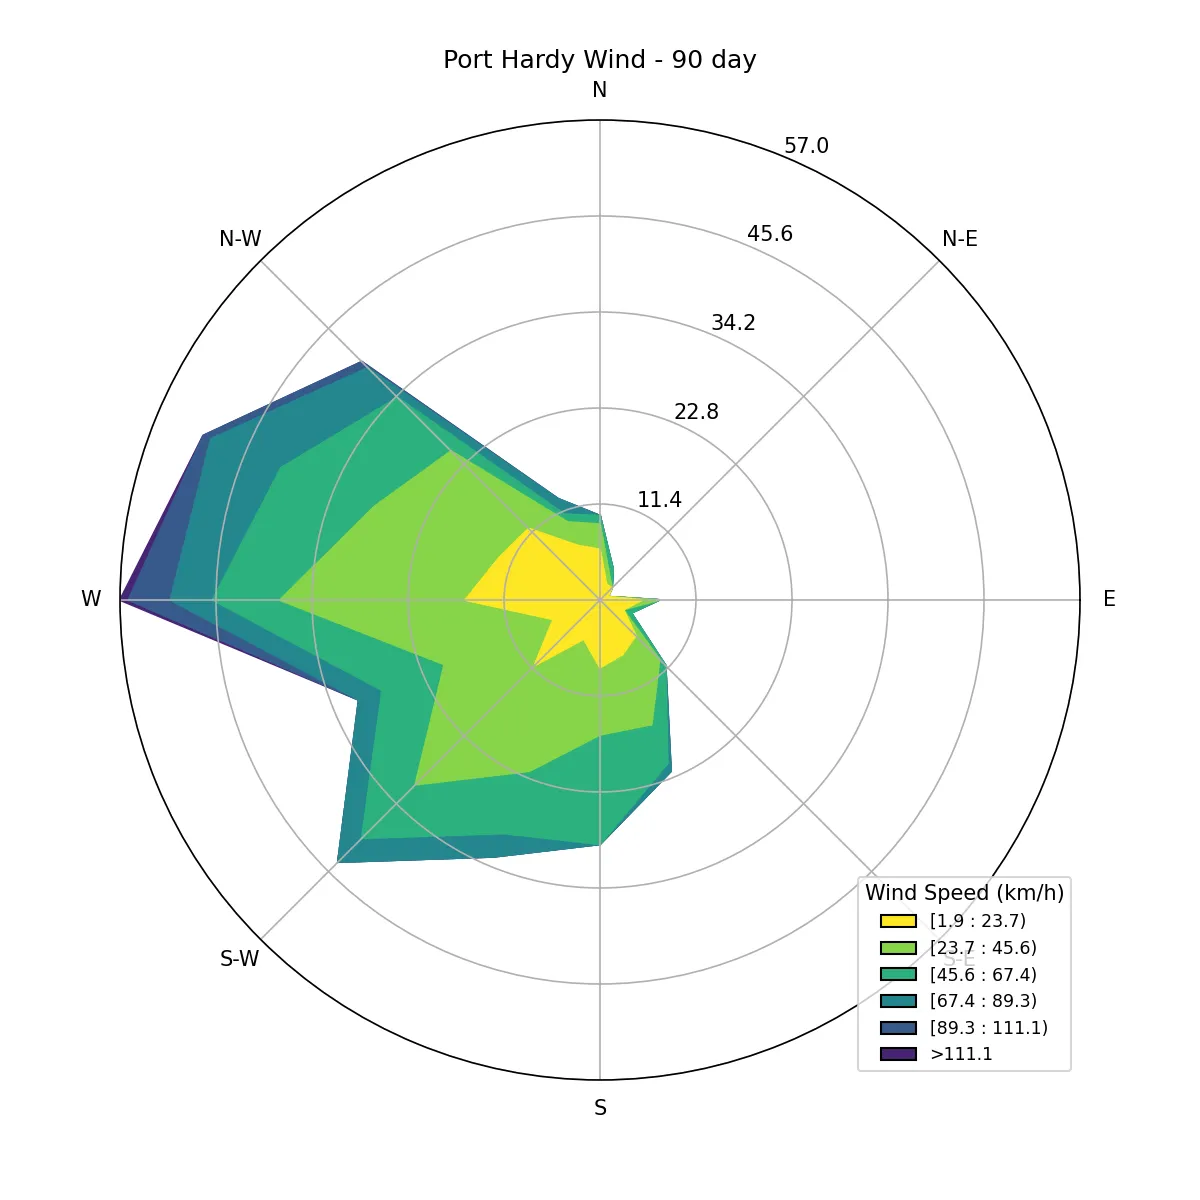 Port Hardy Wind - 90 day
N
57.0
45.6
N-W
N-E
34.2
22.8
11.4
W
E
Wind Speed (km/h)
[1.9 : 23.7)
[23.7 : 45.6)
S-W
S-E
[45.6 : 67.4)
[67.4 : 89.3)
[89.3 : 111.1)
>111.1
S